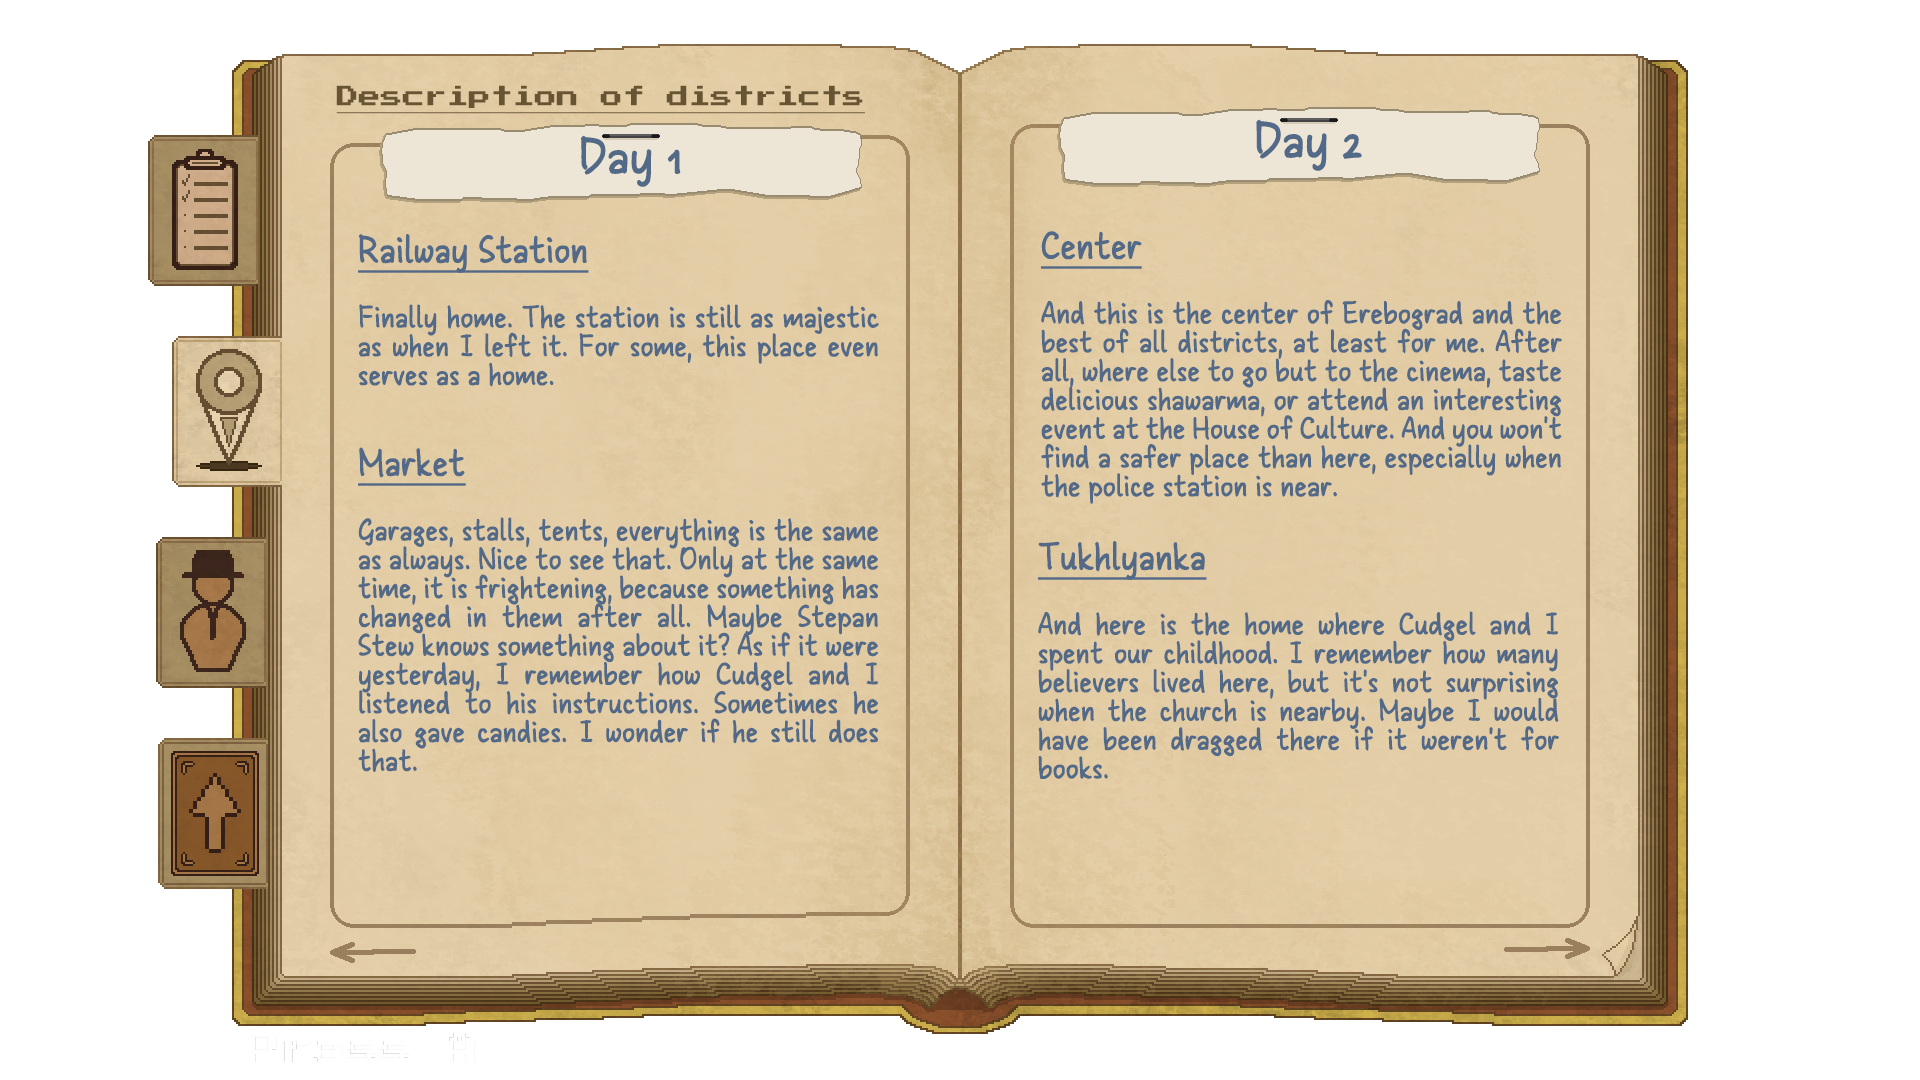 Description of districts
Day 1
Railway Station
Finally home. The station is still as majestic
as when I left it. For some, this place even
serves as a home.
Market
Garages, stalls, tents, everything is the same
as always. Nice to see that. Only at the same
time, it is frightening, because something has
changed in them after all. Maybe Stepan
Stew knows something about it? As if it were
yesterday, I remember how Cudgel and I
listened to his instructions. Sometimes he
also gave candies. I wonder if he still does
that.
Day 2
Center
And this is the center of Erebograd and the
best of all districts, at least for me. After
all, where else to go but to the cinema, taste
delicious shawarma, or attend an interesting
event at the House of Culture. And you won't
find a safer place than here, especially when
the police station is near.
Tukhlyanka
And here is the home where Cudgel and I
spent our childhood. I remember how many
believers lived here, but it's not surprising
when the church is nearby. Maybe I would
have been dragged there if it weren't for
books.